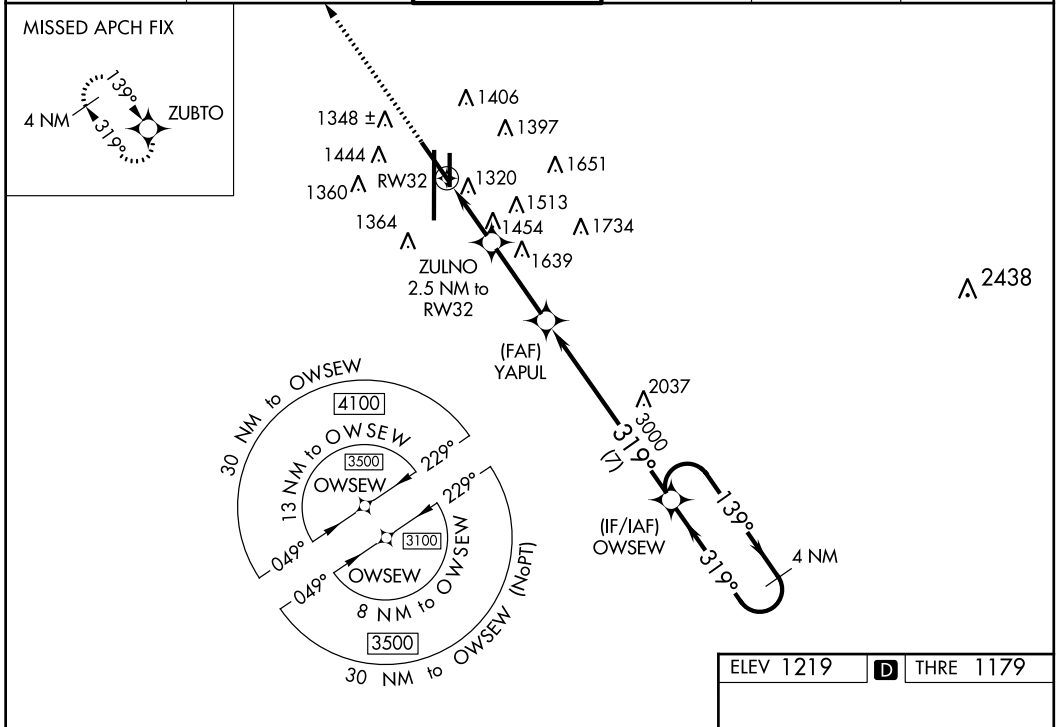 MISSED APCH FIX
139°
4 NM
319°
ZUBTO
1406
1348 ±
1397
1444
1651
RW32
1320
1360
1513
1364
1454
1734
1639
ZULNO
2.5 NM to
RW32
2438
(FAF)
YAPUL
30 NM to OWSEW
4100
13 NM to OWSEW
3500
OWSEW
229°
049°
2037
3000
319°
(7)
(IF/IAF)
OWSEW
139°
319°
4 NM
229°
3100
OWSEW
049°
8 NM to OWSEW
3500
30 NM to OWSEW (NoPT)
ELEV 1219 D THRE 1179